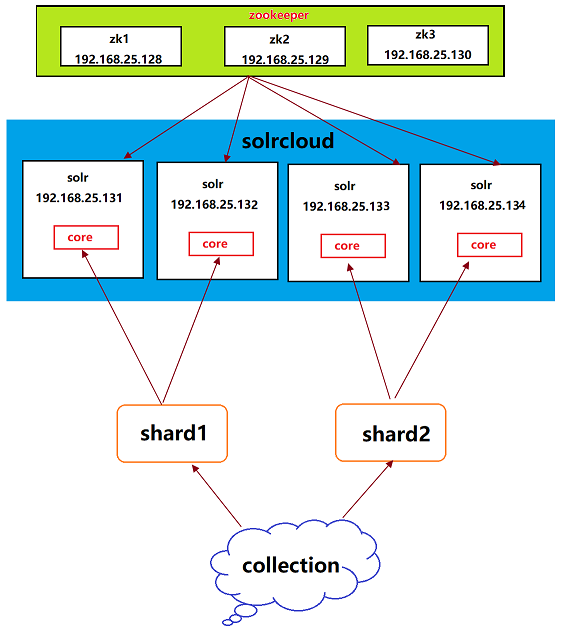 zookeeper
zk1
192.168.25.128
zk2
192.168.25.129
zk3
192.168.25.130
solrcloud
solr
192.168.25.131
core
solr
192.168.25.132
core
solr
192.168.25.133
core
solr
192.168.25.134
core
shard1
shard2
collection